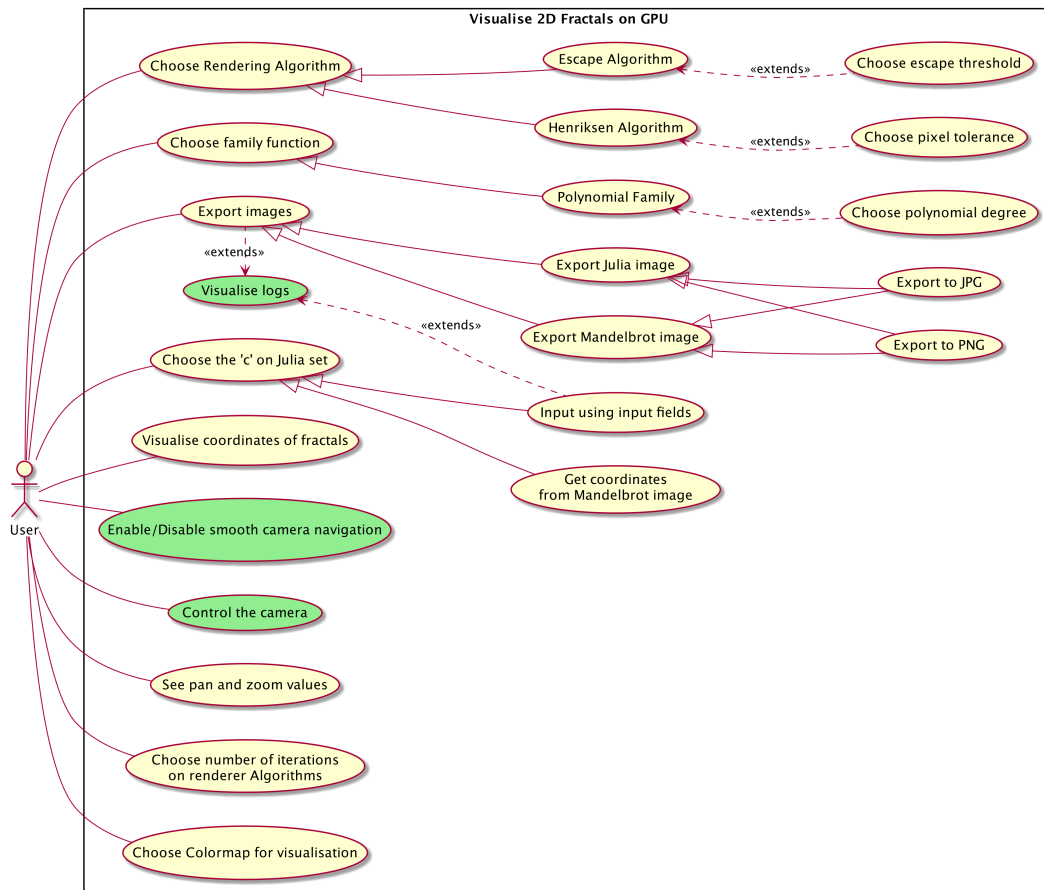 Visualise 2D Fractals on GPU
Choose Rendering Algorithm
Escape Algorithm
«extends»
Choose escape threshold
Henriksen Algorithm
«extends»
Choose pixel tolerance
Choose family function
Polynomial Family
«extends»
Choose polynomial degree
Export images
«extends»
Visualise logs
Export Julia image
Export to JPG
Export Mandelbrot image
Export to PNG
«extends»
Choose the 'c' on Julia set
Input using input fields
Visualise coordinates of fractals
Get coordinates
from Mandelbrot image
User
Enable/Disable smooth camera navigation
Control the camera
See pan and zoom values
Choose number of iterations
on renderer Algorithms
Choose Colormap for visualisation